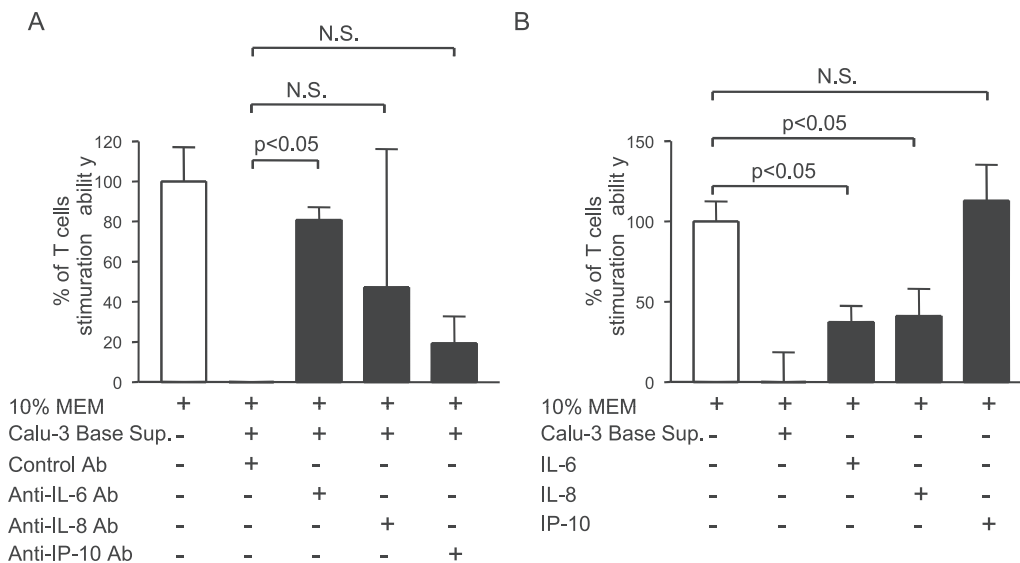 A
N.S.
N.S.
p<0.05
% of T cells
stimuration ability
120
100
80
60
40
20
0
10% MEM + + + + +
Calu-3 Base Sup. - + + + +
Control Ab - + - - -
Anti-IL-6 Ab - - + - -
Anti-IL-8 Ab - - - + -
Anti-IP-10 Ab - - - - +
B
N.S.
p<0.05
p<0.05
% of T cells
stimuration ability
150
100
50
0
10% MEM + + + + +
Calu-3 Base Sup. - + - - -
IL-6 - - + - -
IL-8 - - - + -
IP-10 - - - - +